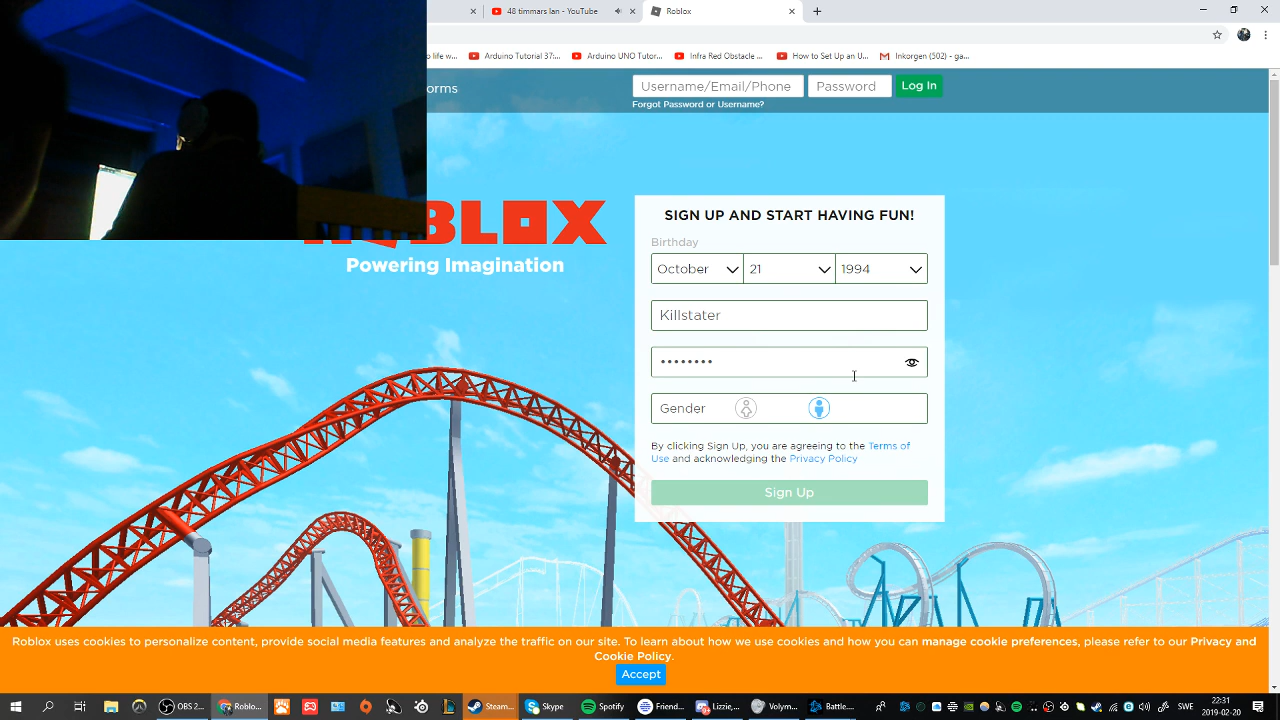 48 timmars lan - YouTube
Roblox
o life w...
Arduino Tutorial 37:...
Arduino UNO Tutor...
Infra Red Obstacle ...
How to Set Up an U...
Inkorgen (502) - ga...
orms
Username/Email/Phone
Password
Log In
Forgot Password or Username?
ROBLOX
Powering Imagination
SIGN UP AND START HAVING FUN!
Birthday
October
21
1994
Killstater
Gender
By clicking Sign Up, you are agreeing to the Terms of
Use and acknowledging the Privacy Policy
Sign Up
Roblox uses cookies to personalize content, provide social media features and analyze the traffic on our site. To learn about how we use cookies and how you can manage cookie preferences, please refer to our Privacy and
Cookie Policy.
Accept
OBS 2...
Roblo...
Steam...
Skype
Spotify
Friend...
Lizzie,...
Volym...
Battle...
SWE
22:31
2019-02-20